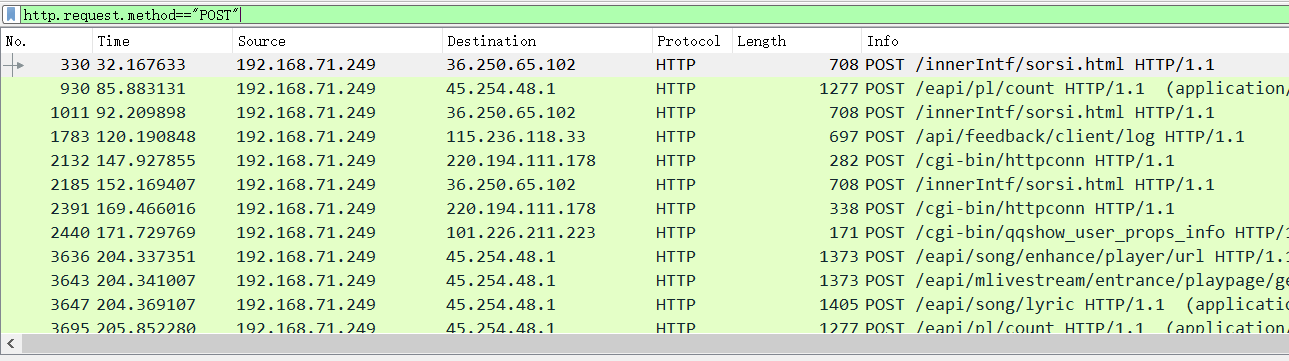 http.request.method=="POST"
No. Time Source Destination Protocol Length Info
330 32.167633 192.168.71.249 36.250.65.102 HTTP 708 POST /innerIntf/sorsi.html HTTP/1.1
930 85.883131 192.168.71.249 45.254.48.1 HTTP 1277 POST /eapi/pl/count HTTP/1.1 (application/
1011 92.209898 192.168.71.249 36.250.65.102 HTTP 708 POST /innerIntf/sorsi.html HTTP/1.1
1783 120.190848 192.168.71.249 115.236.118.33 HTTP 697 POST /api/feedback/client/log HTTP/1.1
2132 147.927855 192.168.71.249 220.194.111.178 HTTP 282 POST /cgi-bin/httpconn HTTP/1.1
2185 152.169407 192.168.71.249 36.250.65.102 HTTP 708 POST /innerIntf/sorsi.html HTTP/1.1
2391 169.466016 192.168.71.249 220.194.111.178 HTTP 338 POST /cgi-bin/httpconn HTTP/1.1
2440 171.729769 192.168.71.249 101.226.211.223 HTTP 171 POST /cgi-bin/qqshow_user_props_info HTTP/1
3636 204.337351 192.168.71.249 45.254.48.1 HTTP 1373 POST /eapi/song/enhance/player/url HTTP/1.1
3643 204.341007 192.168.71.249 45.254.48.1 HTTP 1373 POST /eapi/mlivestream/entrance/playpage/ge
3647 204.369107 192.168.71.249 45.254.48.1 HTTP 1405 POST /eapi/song/lyric HTTP/1.1 (applicatio
3695 205.852280 192.168.71.249 45.254.48.1 HTTP 1277 POST /eapi/pl/count HTTP/1.1 (application/